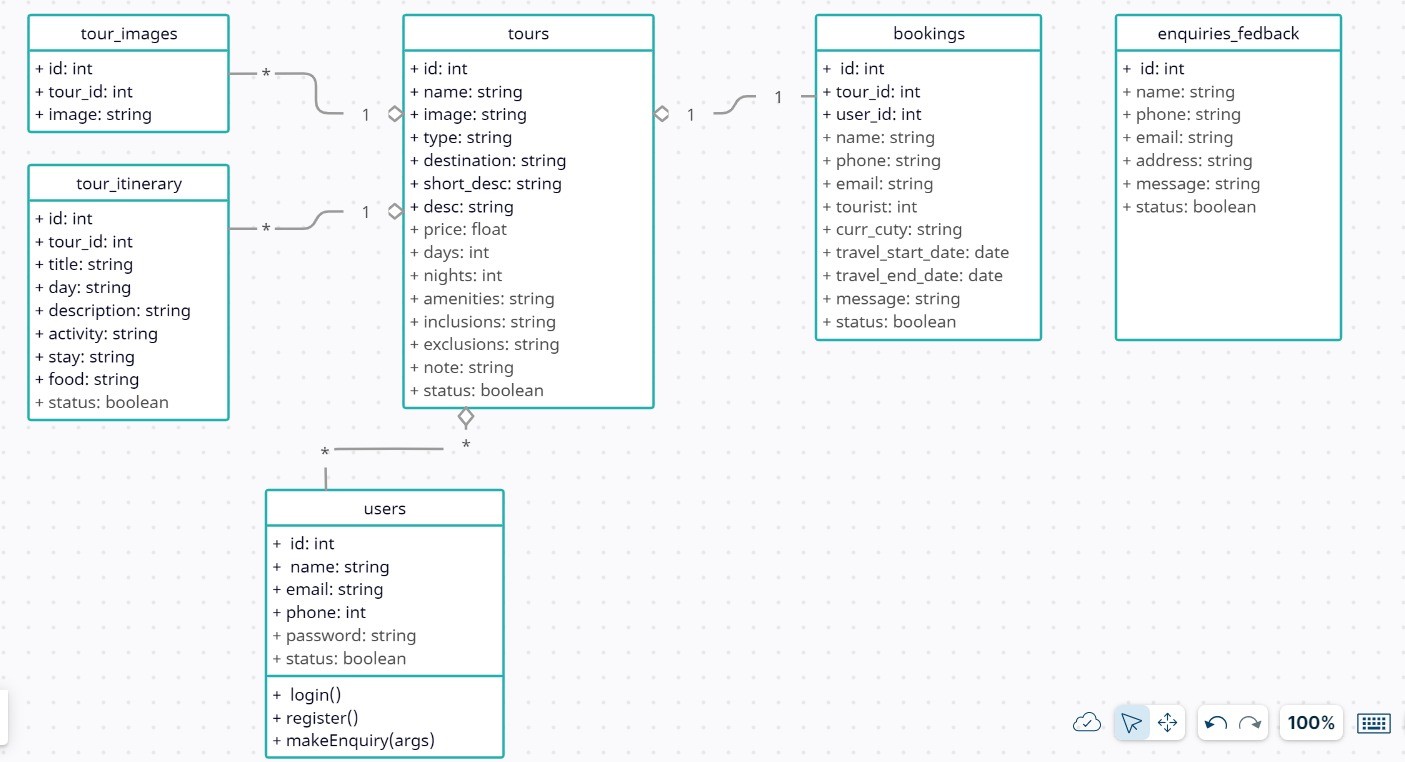 tour_images
+ id: int
+ tour_id: int
+ image: string
*
1
tour_itinerary
+ id: int
+ tour_id: int
+ title: string
+ day: string
+ description: string
+ activity: string
+ stay: string
+ food: string
+ status: boolean
*
1
tours
+ id: int
+ name: string
+ image: string
+ type: string
+ destination: string
+ short_desc: string
+ desc: string
+ price: float
+ days: int
+ nights: int
+ amenities: string
+ inclusions: string
+ exclusions: string
+ note: string
+ status: boolean
1
1
bookings
+ id: int
+ tour_id: int
+ user_id: int
+ name: string
+ phone: string
+ email: string
+ tourist: int
+ curr_cuty: string
+ travel_start_date: date
+ travel_end_date: date
+ message: string
+ status: boolean
enquiries_fedback
+ id: int
+ name: string
+ phone: string
+ email: string
+ address: string
+ message: string
+ status: boolean
*
*
users
+ id: int
+ name: string
+ email: string
+ phone: int
+ password: string
+ status: boolean
+ login()
+ register()
+ makeEnquiry(args)
100%